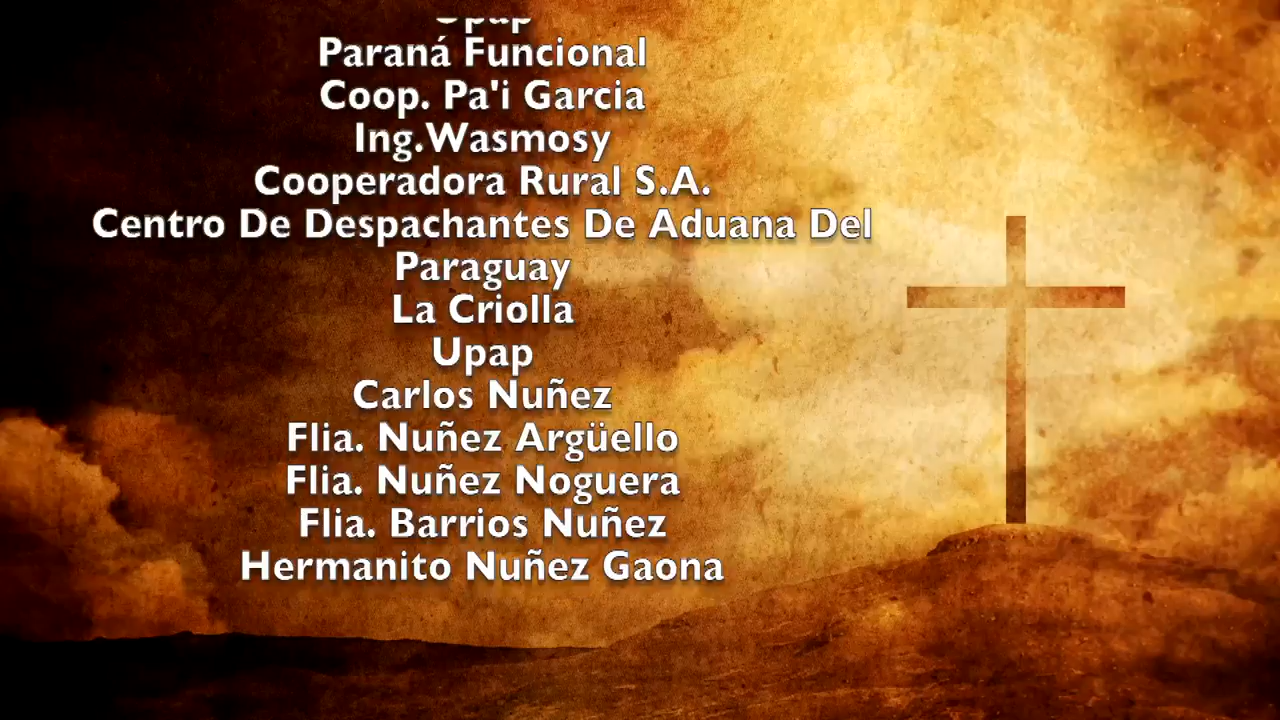 Paraná Funcional
Coop. Pa'i Garcia
Ing.Wasmosy
Cooperadora Rural S.A.
Centro De Despachantes De Aduana Del
Paraguay
La Criolla
Upap
Carlos Nuñez
Flia. Nuñez Argüello
Flia. Nuñez Noguera
Flia. Barrios Nuñez
Hermanito Nuñez Gaona